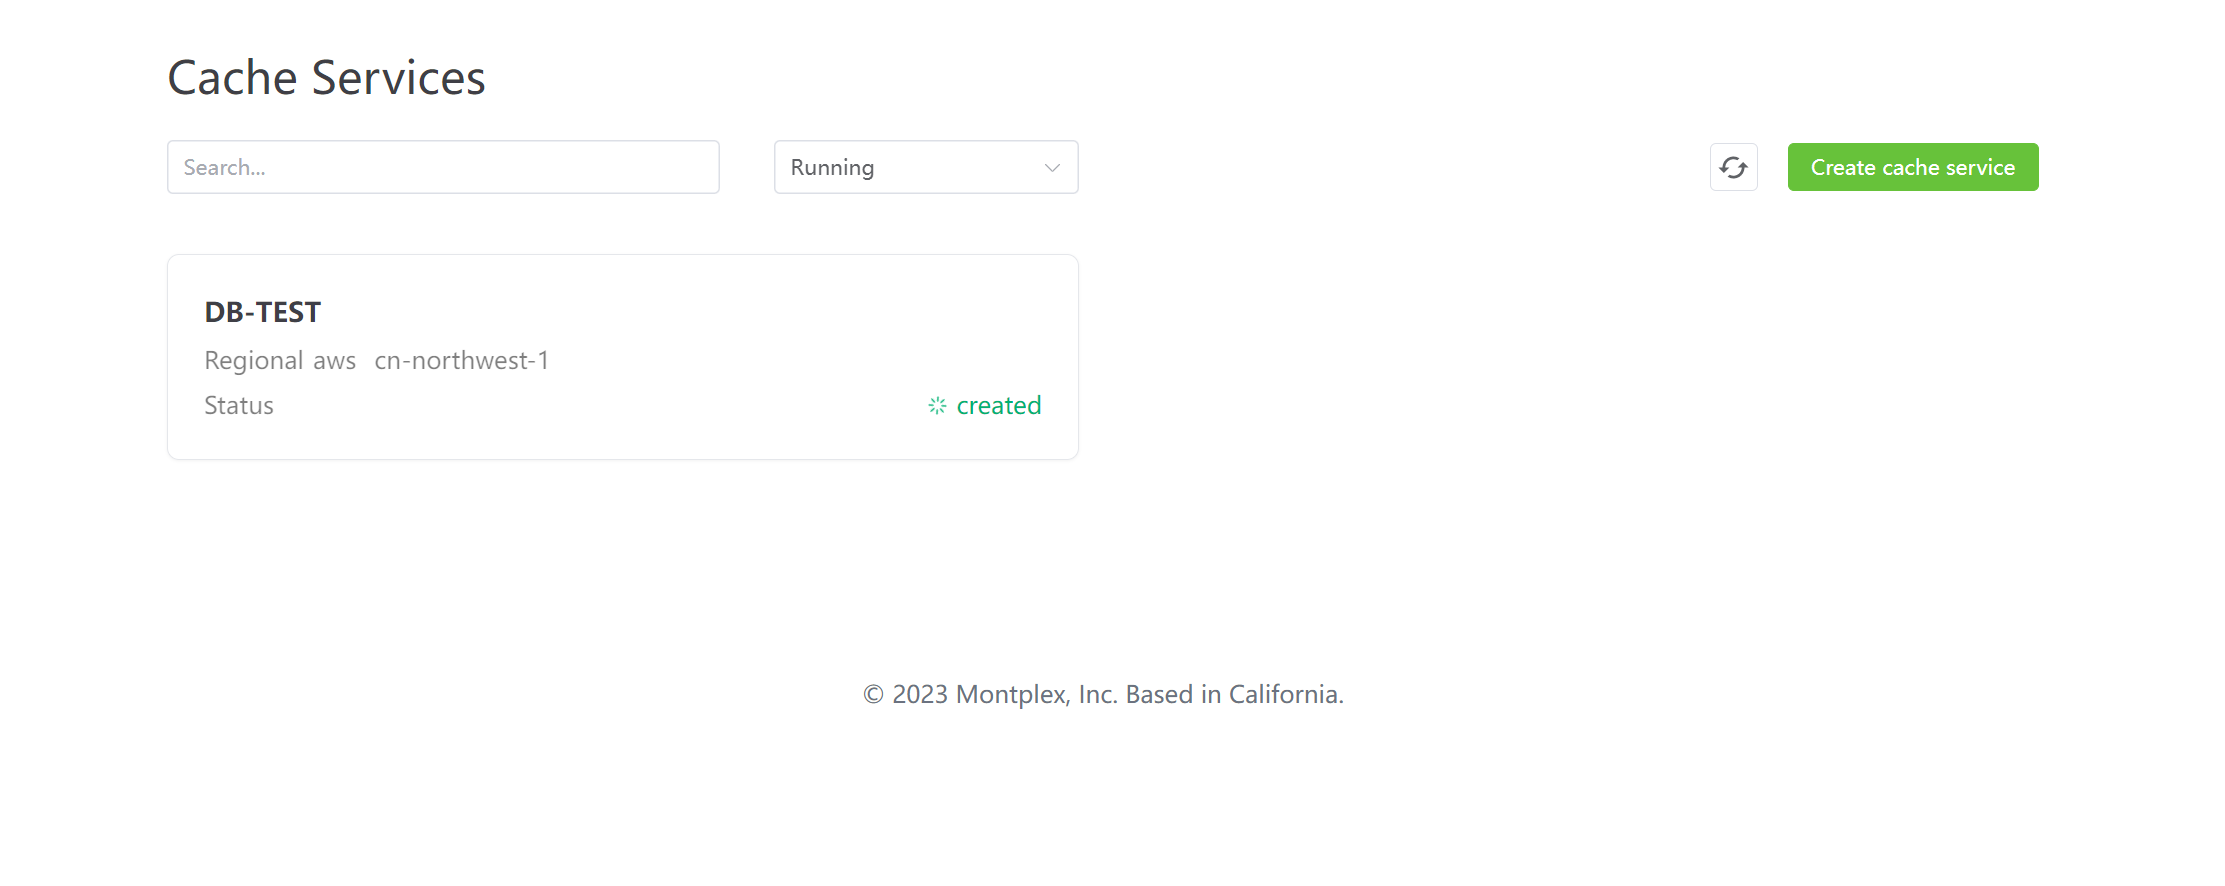 Cache Services
Search...
Running
Create cache service
DB-TEST
Regional aws cn-northwest-1
Status
created
© 2023 Montplex, Inc. Based in California.